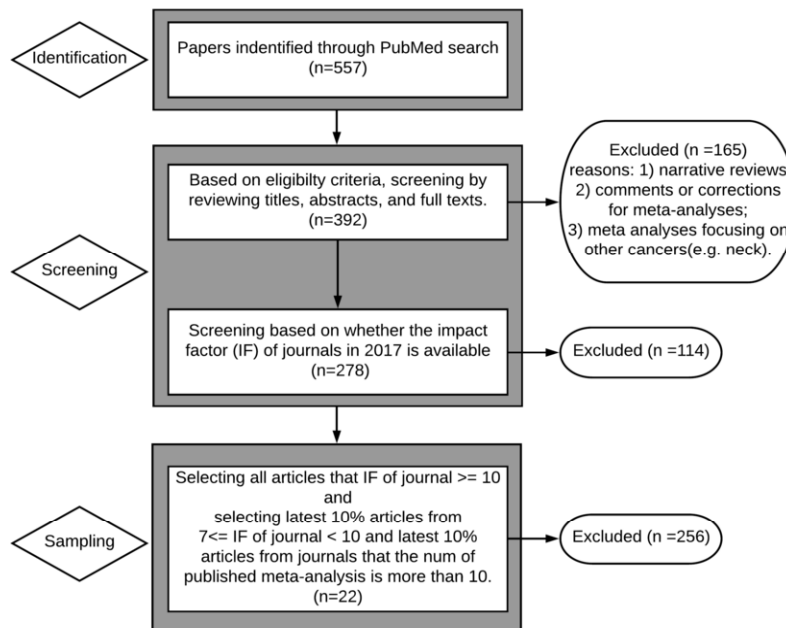 Identification
Papers indentified through PubMed search
(n=557)
Based on eligibilty criteria, screening by
reviewing titles, abstracts, and full texts.
(n=392)
Excluded (n =165)
reasons: 1) narrative reviews
2) comments or corrections
for meta-analyses;
3) meta analyses focusing on
other cancers(e.g. neck).
Screening
Screening based on whether the impact
factor (IF) of journals in 2017 is available
(n=278)
Excluded (n =114)
Sampling
Selecting all articles that IF of journal >= 10
and
selecting latest 10% articles from
7<= IF of journal < 10 and latest 10%
articles from journals that the num of
published meta-analysis is more than 10.
(n=22)
Excluded (n =256)